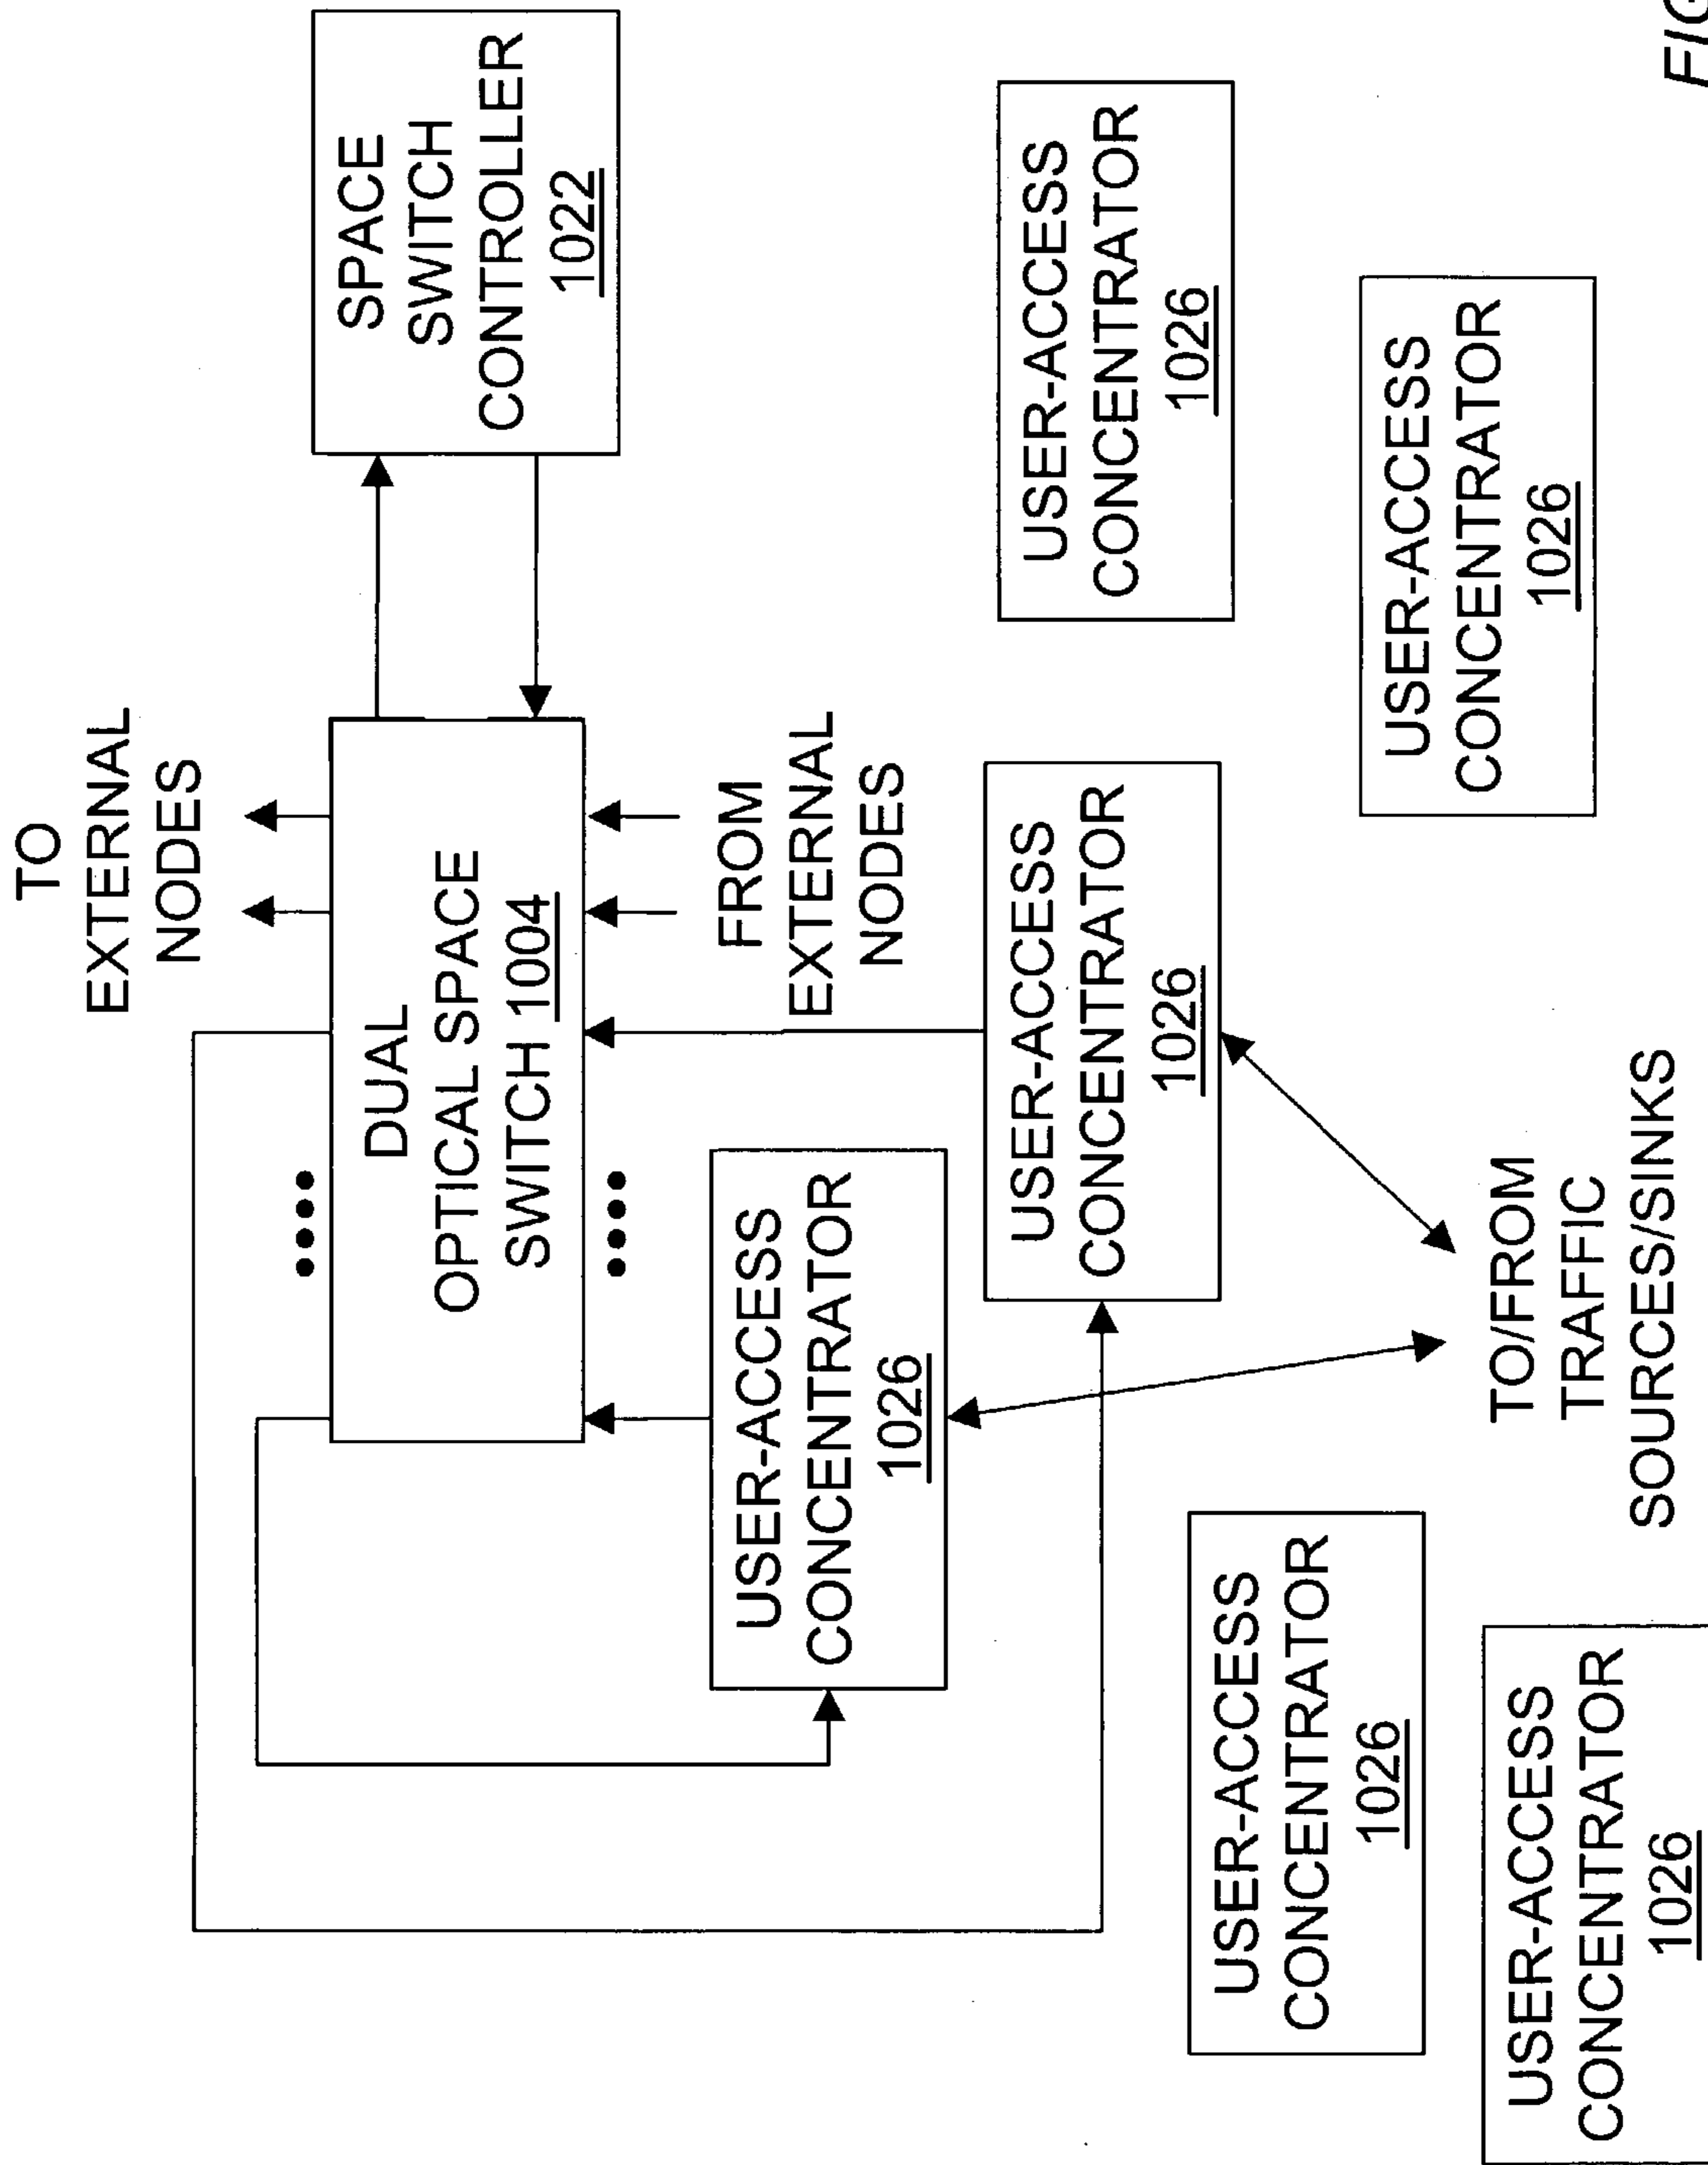 TO
EXTERNAL
NODES
DUAL
OPTICAL SPACE
SWITCH 1004
SPACE
SWITCH
CONTROLLER
1022
FROM
EXTERNAL
NODES
USER-ACCESS
CONCENTRATOR
1026
USER-ACCESS
CONCENTRATOR
1026
USER-ACCESS
CONCENTRATOR
1026
USER-ACCESS
CONCENTRATOR
1026
USER-ACCESS
CONCENTRATOR
1026
USER-ACCESS
CONCENTRATOR
1026
TO/FROM
TRAFFIC
SOURCES/SINKS